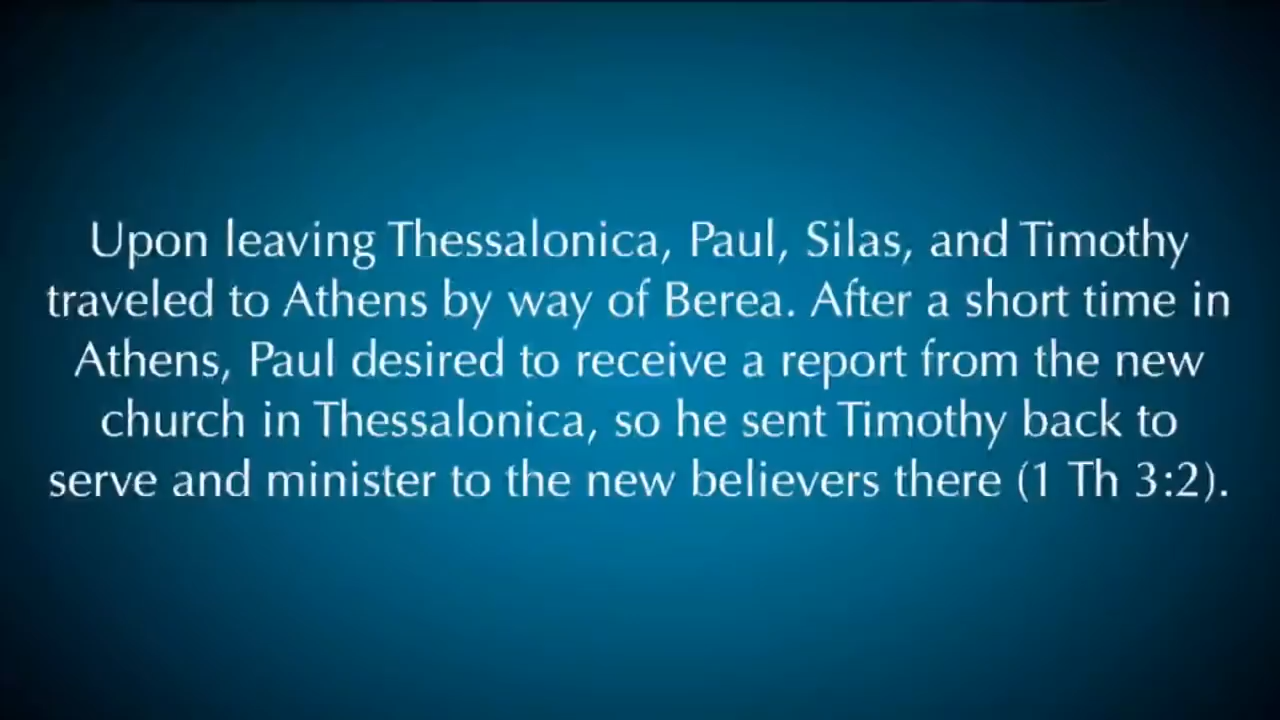 Upon leaving Thessalonica, Paul, Silas, and Timothy
traveled to Athens by way of Berea. After a short time in
Athens, Paul desired to receive a report from the new
church in Thessalonica, so he sent Timothy back to
serve and minister to the new believers there (1 Th 3:2).